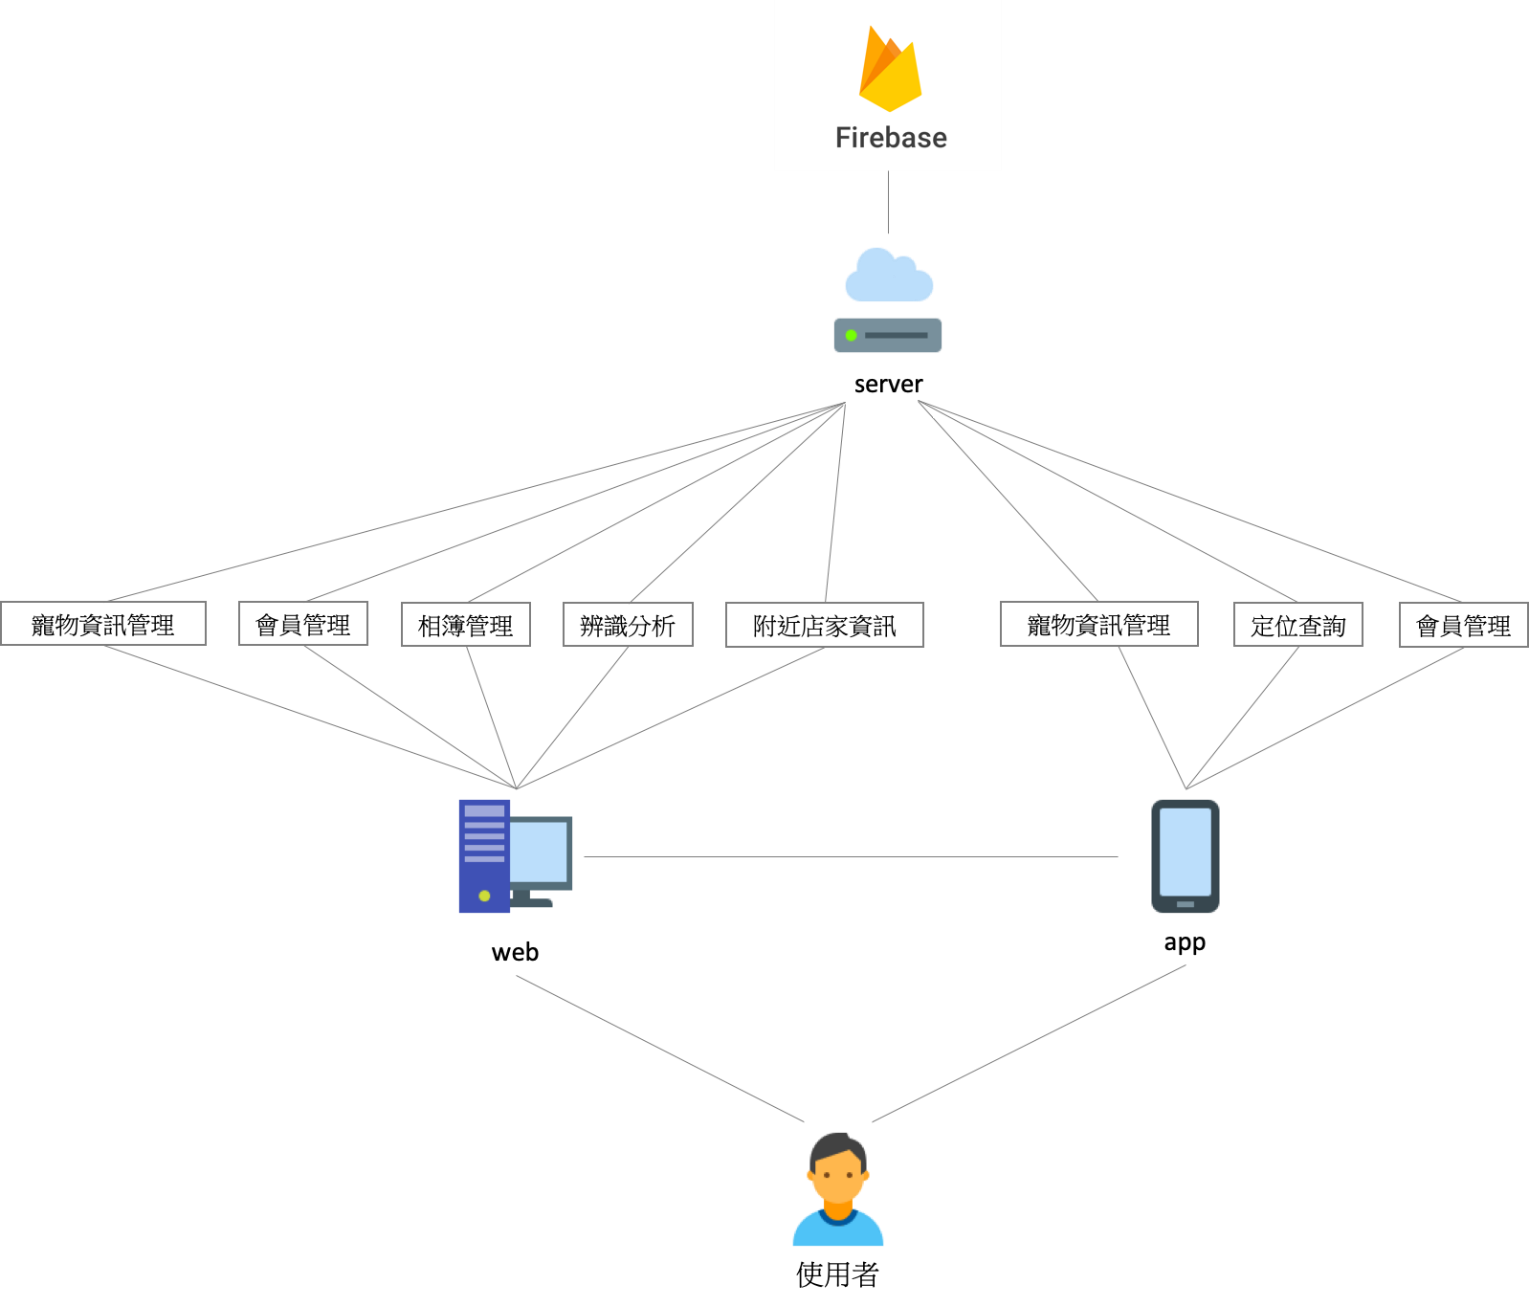 Firebase
server
寵物資訊管理
會員管理
相簿管理
辨識分析
附近店家資訊
寵物資訊管理
定位查詢
會員管理
web
app
使用者